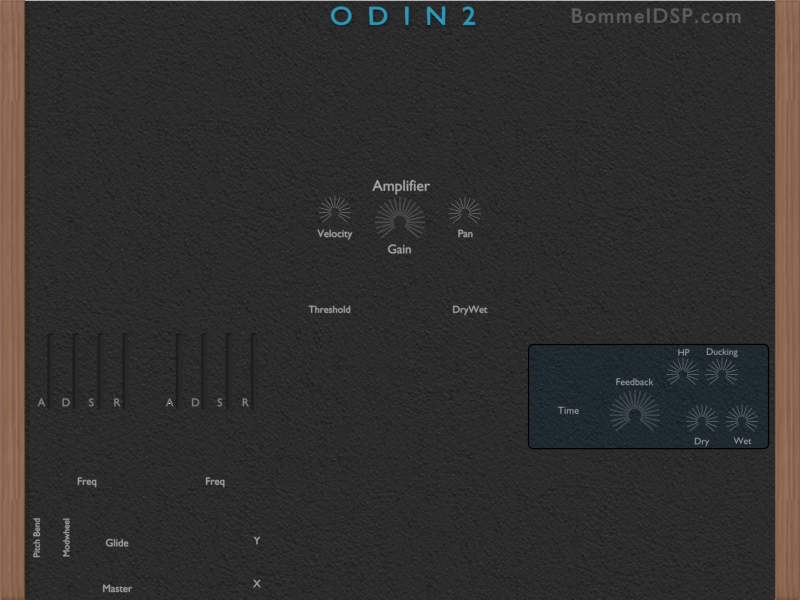 O D I N 2
BommelDSP.com
Amplifier
Velocity
Pan
Gain
Threshold
DryWet
HP
Ducking
Feedback
A D S R
A D S R
Time
Dry
Wet
Freq
Freq
Pitch Bend
Modwheel
Glide
Y
Master
X